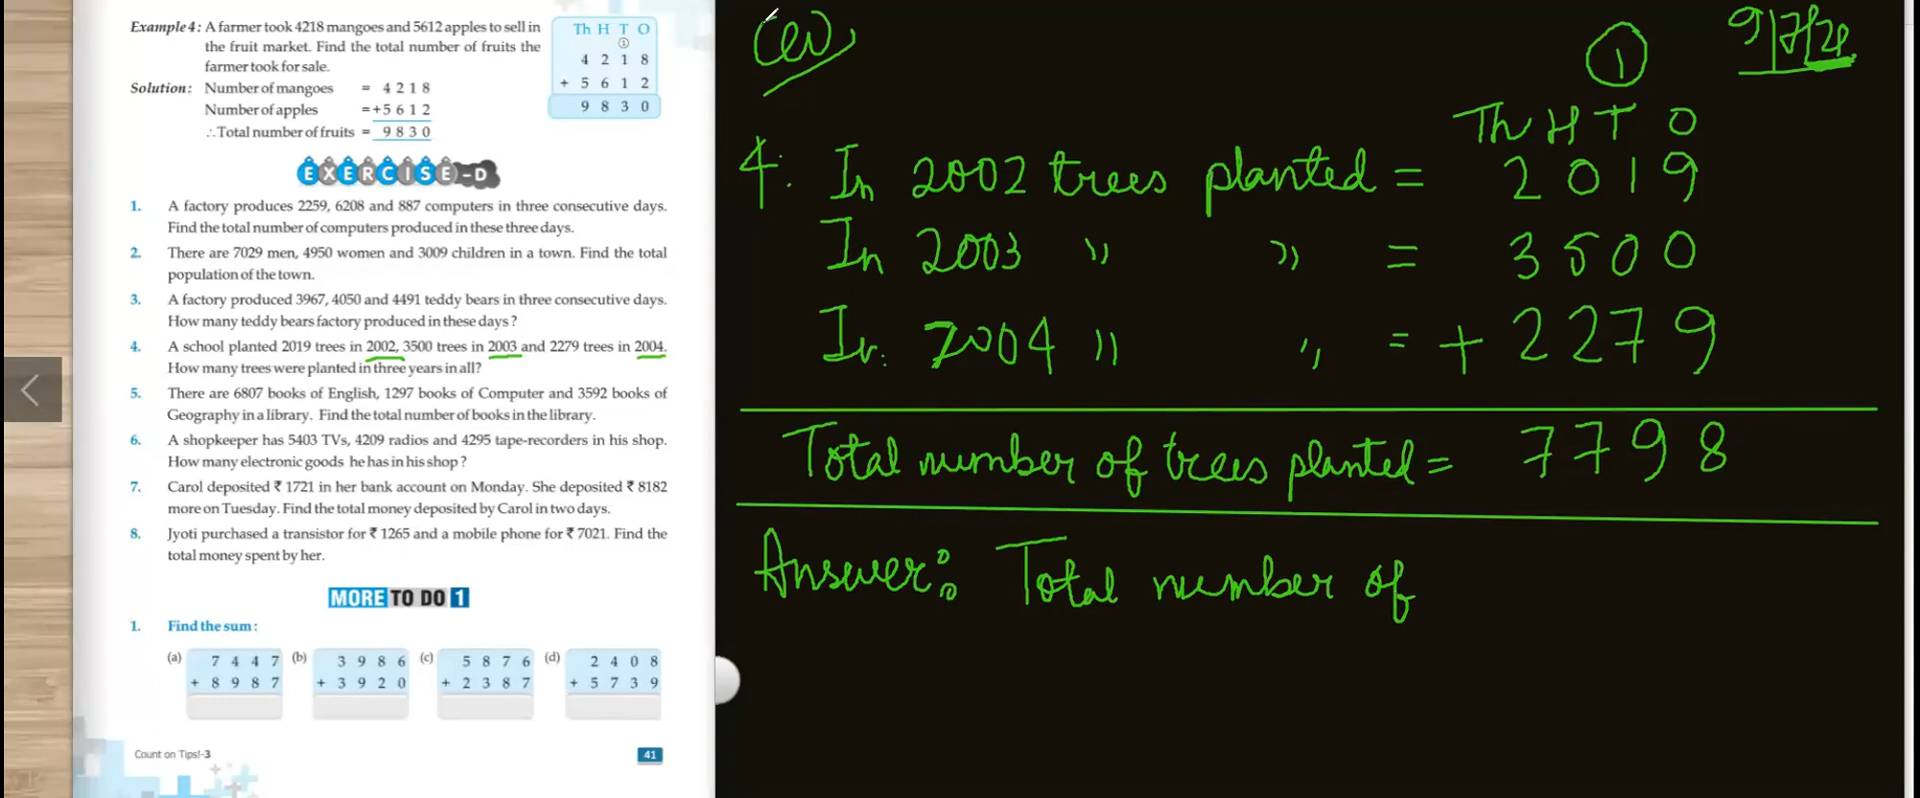 Example 4 : A farmer took 4218 mangoes and 5612 apples to sell in
the fruit market. Find the total number of fruits the
farmer took for sale.
Solution : Number of mangoes = 4 2 1 8
Number of apples =+5 6 1 2
∴ Total number of fruits = 9 8 3 0
Th H T O
1
4 2 1 8
+ 5 6 1 2
9 8 3 0
EXERCISE-D
1. A factory produces 2259, 6208 and 887 computers in three consecutive days.
Find the total number of computers produced in these three days.
2. There are 7029 men, 4950 women and 3009 children in a town. Find the total
population of the town.
3. A factory produced 3967, 4050 and 4491 teddy bears in three consecutive days.
How many teddy bears factory produced in these days ?
4. A school planted 2019 trees in 2002, 3500 trees in 2003 and 2279 trees in 2004.
How many trees were planted in three years in all?
5. There are 6807 books of English, 1297 books of Computer and 3592 books of
Geography in a library. Find the total number of books in the library.
6. A shopkeeper has 5403 TVs, 4209 radios and 4295 tape-recorders in his shop.
How many electronic goods he has in his shop ?
7. Carol deposited ₹ 1721 in her bank account on Monday. She deposited ₹ 8182
more on Tuesday. Find the total money deposited by Carol in two days.
8. Jyoti purchased a transistor for ₹ 1265 and a mobile phone for ₹ 7021. Find the
total money spent by her.
MORE TO DO 1
1. Find the sum :
(a) 7 4 4 7 (b) 3 9 8 6 (c) 5 8 7 6 (d) 2 4 0 8
+ 8 9 8 7 + 3 9 2 0 + 2 3 8 7 + 5 7 3 9
Count on Tips!-3
41
1
Th H T O
4. In 2002 trees planted = 2 0 1 9
In 2003 " " = 3 5 0 0
In. 2004 " " = + 2 2 7 9
Total number of trees planted = 7 7 9 8
Answer: Total number of